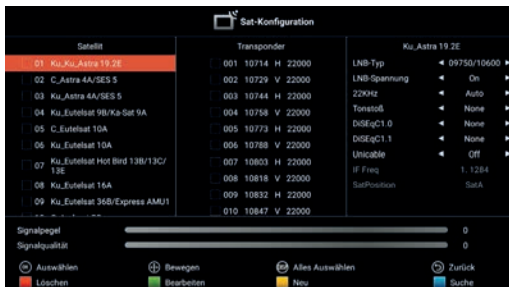 Sat-Konfiguration
Satellit
01 Ku_Ku_Astra 19.2E
02 C_Astra 4A/SES 5
03 Ku_Astra 4A/SES 5
04 Ku_Eutelsat 9B/Ka-Sat 9A
05 C_Eutelsat 10A
06 Ku_Eutelsat 10A
07 Ku_Eutelsat Hot Bird 13B/13C/
13E
08 Ku_Eutelsat 16A
09 Ku_Eutelsat 36B/Express AMU1
Transponder
001 10714 H 22000
002 10729 V 22000
003 10744 H 22000
004 10758 V 22000
005 10773 H 22000
006 10788 V 22000
007 10803 H 22000
008 10818 V 22000
009 10832 H 22000
010 10847 V 22000
Ku_Astra 19.2E
LNB-Typ 09750/10600
LNB-Spannung On
22KHz Auto
Tonstoß None
DiSEqC1.0 None
DiSEqC1.1 None
Unicable Off
IF Freq 1. 1284
SatPosition SatA
Signalpegel 0
Signalqualität 0
OK Auswählen Bewegen Alles Auswählen Zurück
Löschen Bearbeiten Neu Suche